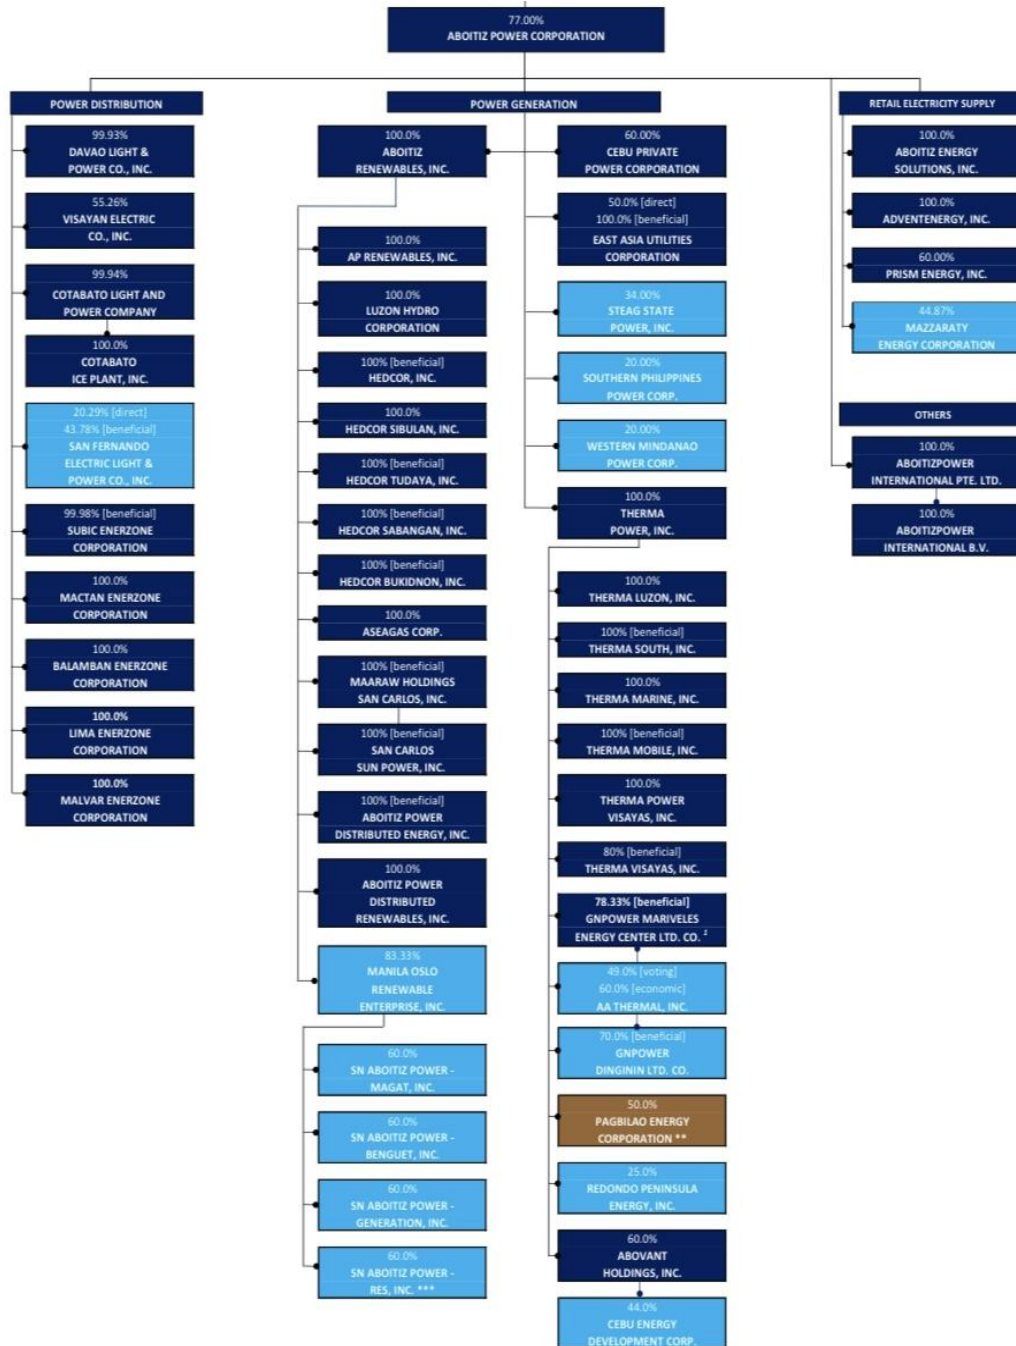 77.00%
ABOITIZ POWER CORPORATION
POWER DISTRIBUTION
99.93%
DAVAO LIGHT &
POWER CO., INC.
55.26%
VISAYAN ELECTRIC
CO., INC.
99.94%
COTABATO LIGHT AND
POWER COMPANY
100.0%
COTABATO
ICE PLANT, INC.
20.29% [direct]
43.78% [beneficial]
SAN FERNANDO
ELECTRIC LIGHT &
POWER CO., INC.
99.98% [beneficial]
SUBIC ENERZONE
CORPORATION
100.0%
MACTAN ENERZONE
CORPORATION
100.0%
BALAMBAN ENERZONE
CORPORATION
100.0%
LIMA ENERZONE
CORPORATION
100.0%
MALVAR ENERZONE
CORPORATION
POWER GENERATION
100.0%
ABOITIZ
RENEWABLES, INC.
100.0%
AP RENEWABLES, INC.
100.0%
LUZON HYDRO
CORPORATION
100% [beneficial]
HEDCOR, INC.
100.0%
HEDCOR SIBULAN, INC.
100% [beneficial]
HEDCOR TUDAYA, INC.
100% [beneficial]
HEDCOR SABANGAN, INC.
100% [beneficial]
HEDCOR BUKIDNON, INC.
100.0%
ASEAGAS CORP.
100% [beneficial]
MAARAW HOLDINGS
SAN CARLOS, INC.
100% [beneficial]
SAN CARLOS
SUN POWER, INC.
100% [beneficial]
ABOITIZ POWER
DISTRIBUTED ENERGY, INC.
100.0%
ABOITIZ POWER
DISTRIBUTED
RENEWABLES, INC.
83.33%
MANILA OSLO
RENEWABLE
ENTERPRISE, INC.
60.0%
SN ABOITIZ POWER -
MAGAT, INC.
60.0%
SN ABOITIZ POWER -
BENGUET, INC.
60.0%
SN ABOITIZ POWER -
GENERATION, INC.
60.0%
SN ABOITIZ POWER -
RES, INC. ***
60.00%
CEBU PRIVATE
POWER CORPORATION
50.0% [direct]
100.0% [beneficial]
EAST ASIA UTILITIES
CORPORATION
34.00%
STEAG STATE
POWER, INC.
20.00%
SOUTHERN PHILIPPINES
POWER CORP.
20.00%
WESTERN MINDANAO
POWER CORP.
100.0%
THERMA
POWER, INC.
100.0%
THERMA LUZON, INC.
100% [beneficial]
THERMA SOUTH, INC.
100.0%
THERMA MARINE, INC.
100% [beneficial]
THERMA MOBILE, INC.
100.0%
THERMA POWER
VISAYAS, INC.
80% [beneficial]
THERMA VISAYAS, INC.
78.33% [beneficial]
GNPOWER MARIVELES
ENERGY CENTER LTD. CO.
49.0% [voting]
60.0% [economic]
AA THERMAL, INC.
70.0% [beneficial]
GNPOWER
DINGININ LTD. CO.
50.0%
PAGBILAO ENERGY
CORPORATION **
25.0%
REDONDO PENINSULA
ENERGY, INC.
60.0%
ABOVANT
HOLDINGS, INC.
44.0%
CEBU ENERGY
DEVELOPMENT CORP.
RETAIL ELECTRICITY SUPPLY
100.0%
ABOITIZ ENERGY
SOLUTIONS, INC.
100.0%
ADVENTENERGY, INC.
60.00%
PRISM ENERGY, INC.
44.87%
MAZZARATY
ENERGY CORPORATION
OTHERS
100.0%
ABOITIZPOWER
INTERNATIONAL PTE. LTD.
100.0%
ABOITIZPOWER
INTERNATIONAL B.V.